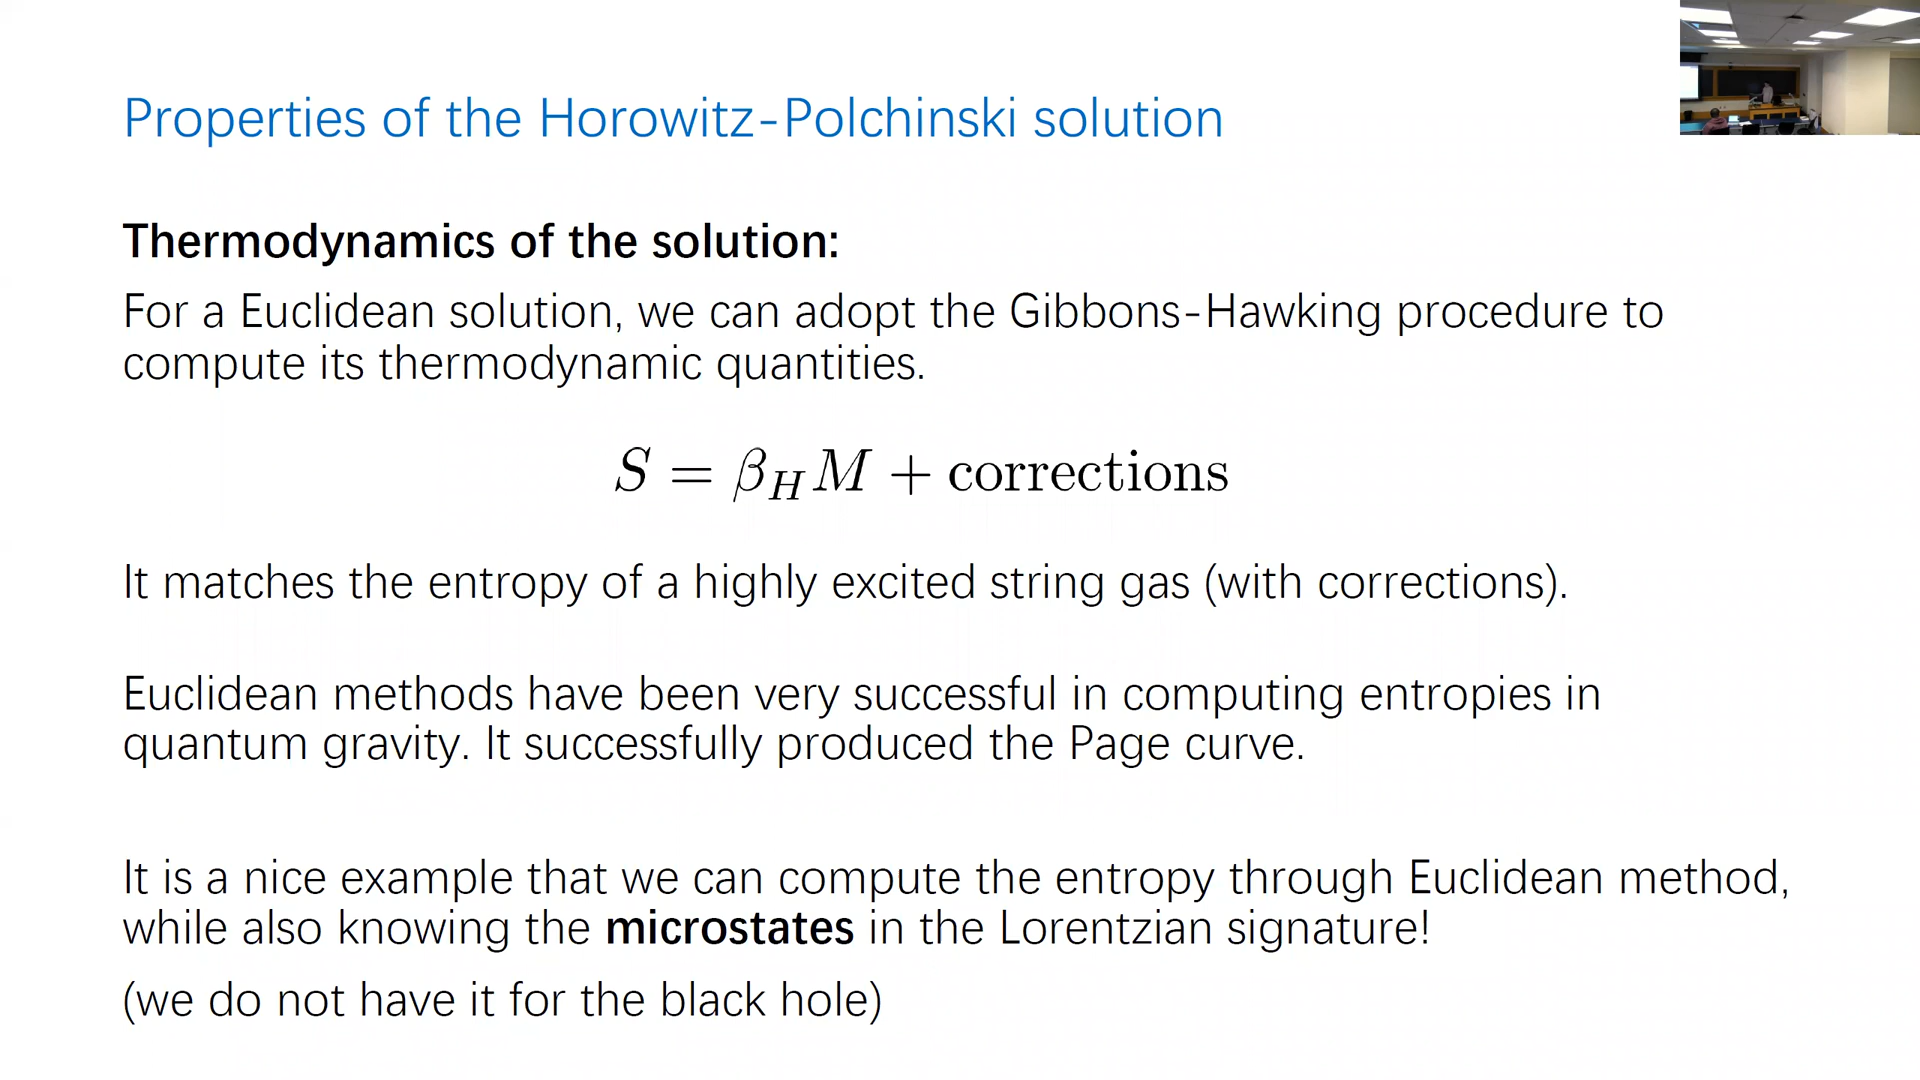 Properties of the Horowitz-Polchinski solution
Thermodynamics of the solution:
For a Euclidean solution, we can adopt the Gibbons-Hawking procedure to
compute its thermodynamic quantities.
S = β_H M + corrections
It matches the entropy of a highly excited string gas (with corrections).
Euclidean methods have been very successful in computing entropies in
quantum gravity. It successfully produced the Page curve.
It is a nice example that we can compute the entropy through Euclidean method,
while also knowing the microstates in the Lorentzian signature!
(we do not have it for the black hole)